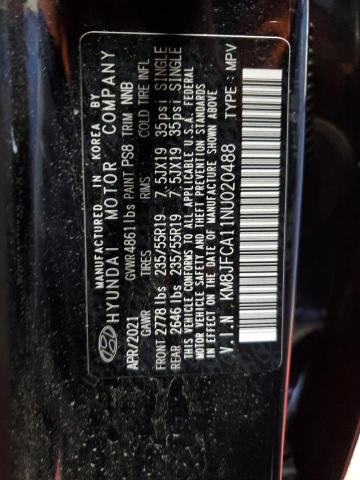 MANUFACTURED IN KOREA BY
HYUNDAI MOTOR COMPANY
APR/2021 GVWR 4861 lbs PAINT PS8 TRIM NNB
GAWR RIMS COLD TIRE INFL
FRONT 2778 lbs 235/55R19 7.5JX19 35psi SINGLE
REAR 2646 lbs 235/55R19 7.5JX19 35psi SINGLE
THIS VEHICLE CONFORMS TO ALL APPLICABLE U.S.A. FEDERAL
MOTOR VEHICLE SAFETY AND THEFT PREVENTION STANDARDS
IN EFFECT ON THE DATE OF MANUFACTURE SHOWN ABOVE
V.I.N : KM8JFCA11NU020488 TYPE : MPV